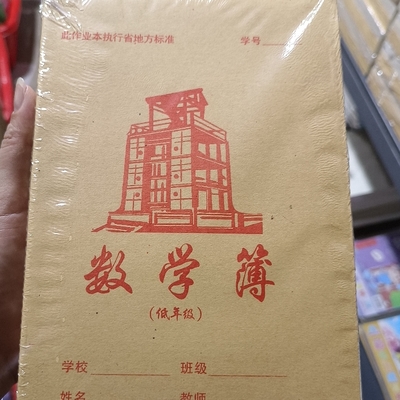 此作业本执行省地方标准 学号
数学簿
(低年级)
学校 班级
姓名 教师